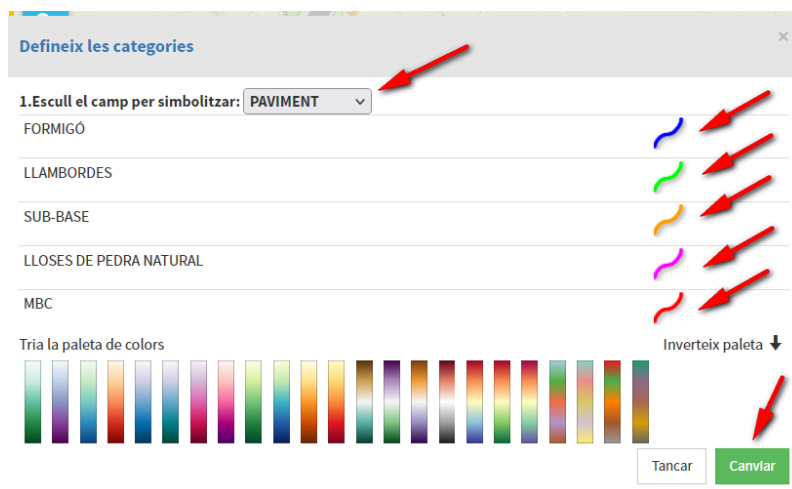 Defineix les categories
×
1.Escull el camp per simbolitzar: PAVIMENT
FORMIGÓ
LLAMBORDES
SUB-BASE
LLOSES DE PEDRA NATURAL
MBC
Tria la paleta de colors Inverteix paleta
Tancar Canviar